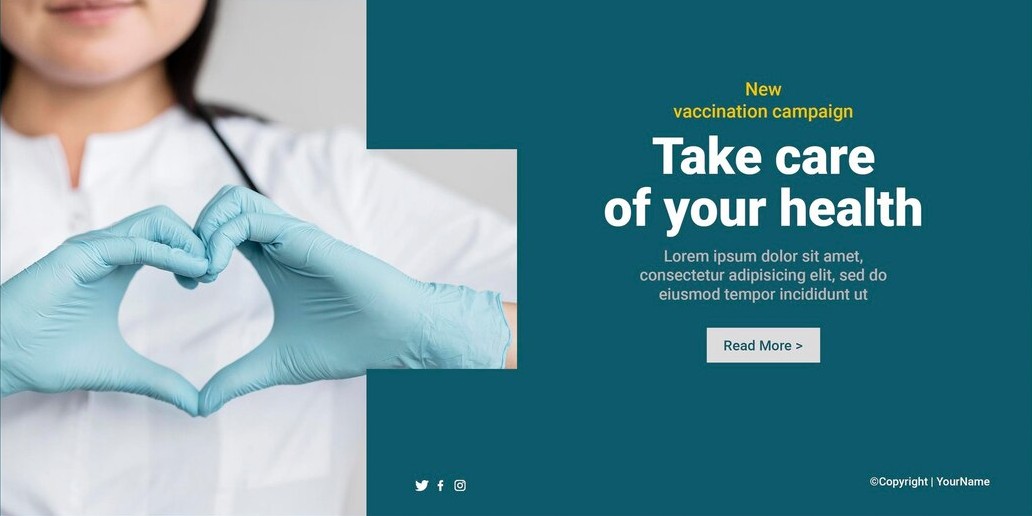 New
vaccination campaign
Take care
of your health
Lorem ipsum dolor sit amet,
consectetur adipisicing elit, sed do
eiusmod tempor incididunt ut
Read More >
©Copyright | YourName